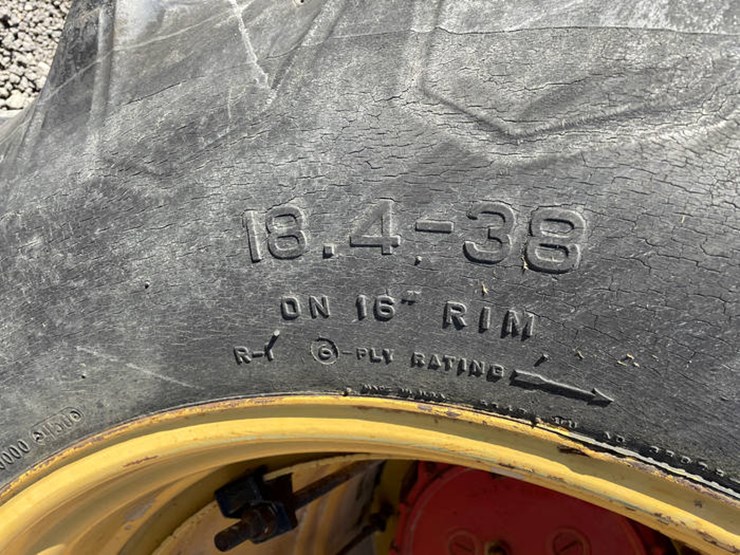 18.4-38
ON 16" RIM
R-1 6-PLY RATING